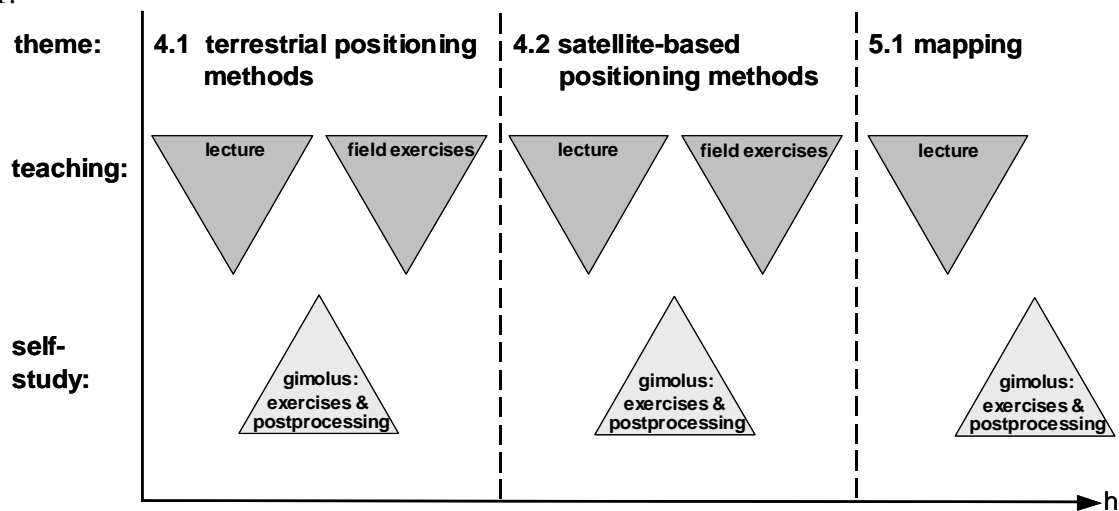 theme:
4.1 terrestrial positioning
methods
4.2 satellite-based
positioning methods
5.1 mapping
teaching:
lecture
field exercises
lecture
field exercises
lecture
self-
study:
gimolus:
exercises &
postprocessing
gimolus:
exercises &
postprocessing
gimolus:
exercises &
postprocessing
h